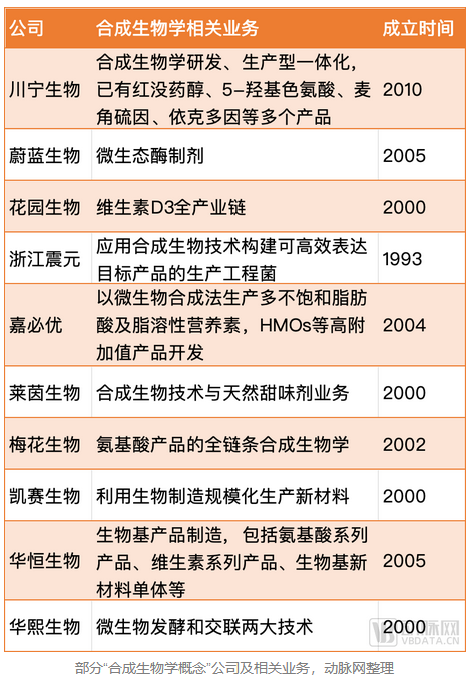 公司 合成生物学相关业务 成立时间
合成生物学研发、生产型一体化，
川宁生物 已有红没药醇、5-羟基色氨酸、麦 2010
角硫因、依克多因等多个产品
蔚蓝生物 微生态酶制剂 2005
花园生物 维生素D3全产业链 2000
浙江震元 应用合成生物技术构建可高效表达 1993
目标产品的生产工程菌
以微生物合成法生产多不饱和脂肪
嘉必优 酸及脂溶性营养素，HMOs等高附 2004
加值产品开发
莱茵生物 合成生物技术与天然甜味剂业务 2000
梅花生物 氨基酸产品的全链条合成生物学 2002
凯赛生物 利用生物制造规模化生产新材料 2000
生物基产品制造，包括氨基酸系列
华恒生物 产品、维生素系列产品、生物基新 2005
材料单体等
华熙生物 微生物发酵和交联两大技术 2000
动脉网
VBDATA.CN
部分“合成生物学概念”公司及相关业务，动脉网整理